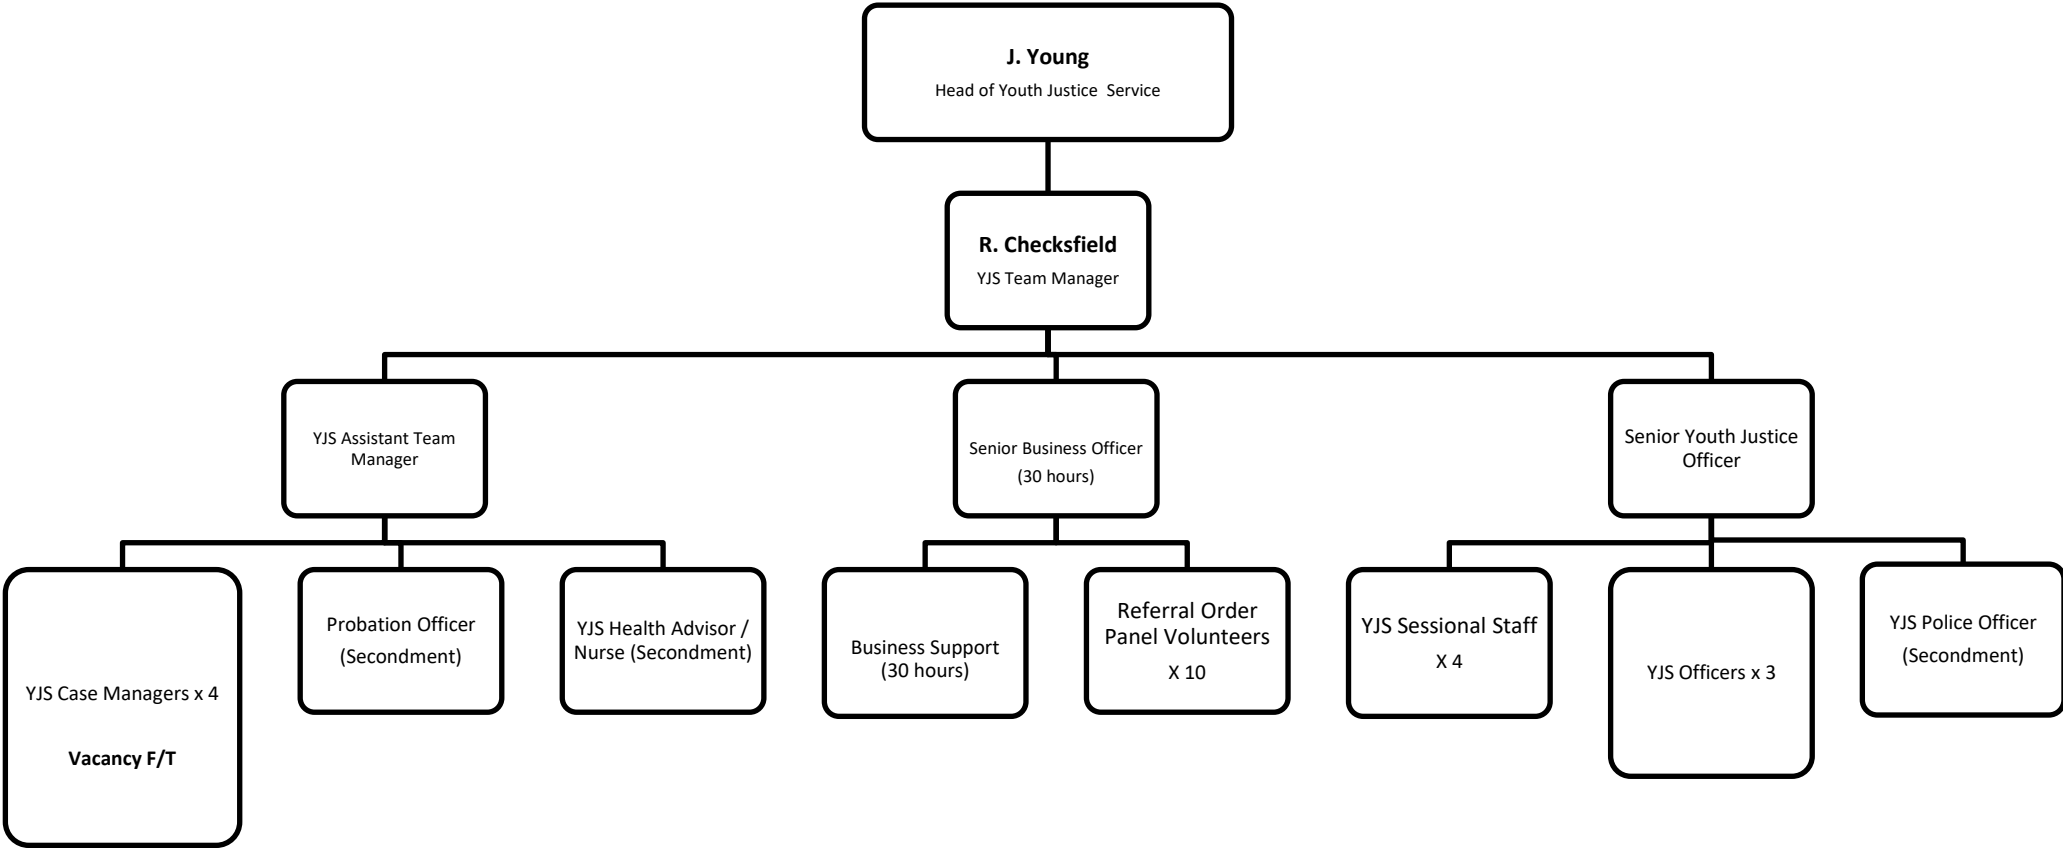 J. Young
Head of Youth Justice  Service
R. Checksfield
YJS Team Manager
YJS Assistant Team
Manager
Senior Business Officer
(30 hours)
Senior Youth Justice
Officer
YJS Case Managers x 4
Vacancy F/T
Probation Officer
(Secondment)
YJS Health Advisor /
Nurse (Secondment)
Business Support
(30 hours)
Referral Order
Panel Volunteers
X 10
YJS Sessional Staff
X 4
YJS Officers x 3
YJS Police Officer
(Secondment)